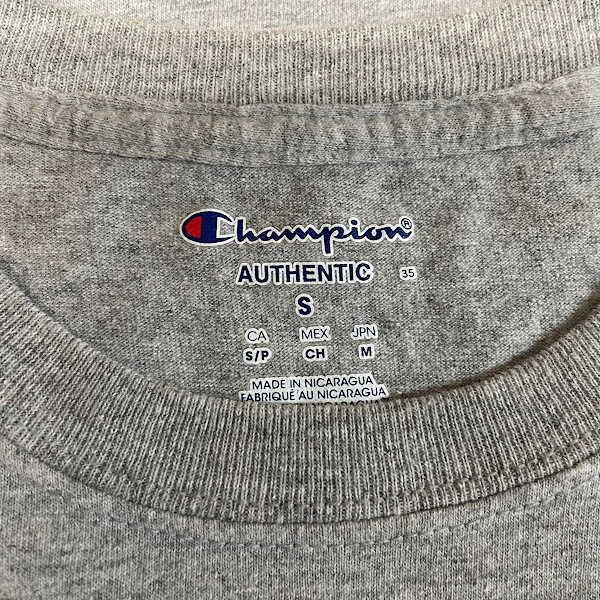 Champion®
AUTHENTIC 35
S
CA MEX JPN
S/P CH M
MADE IN NICARAGUA
FABRIQUÉ AU NICARAGUA